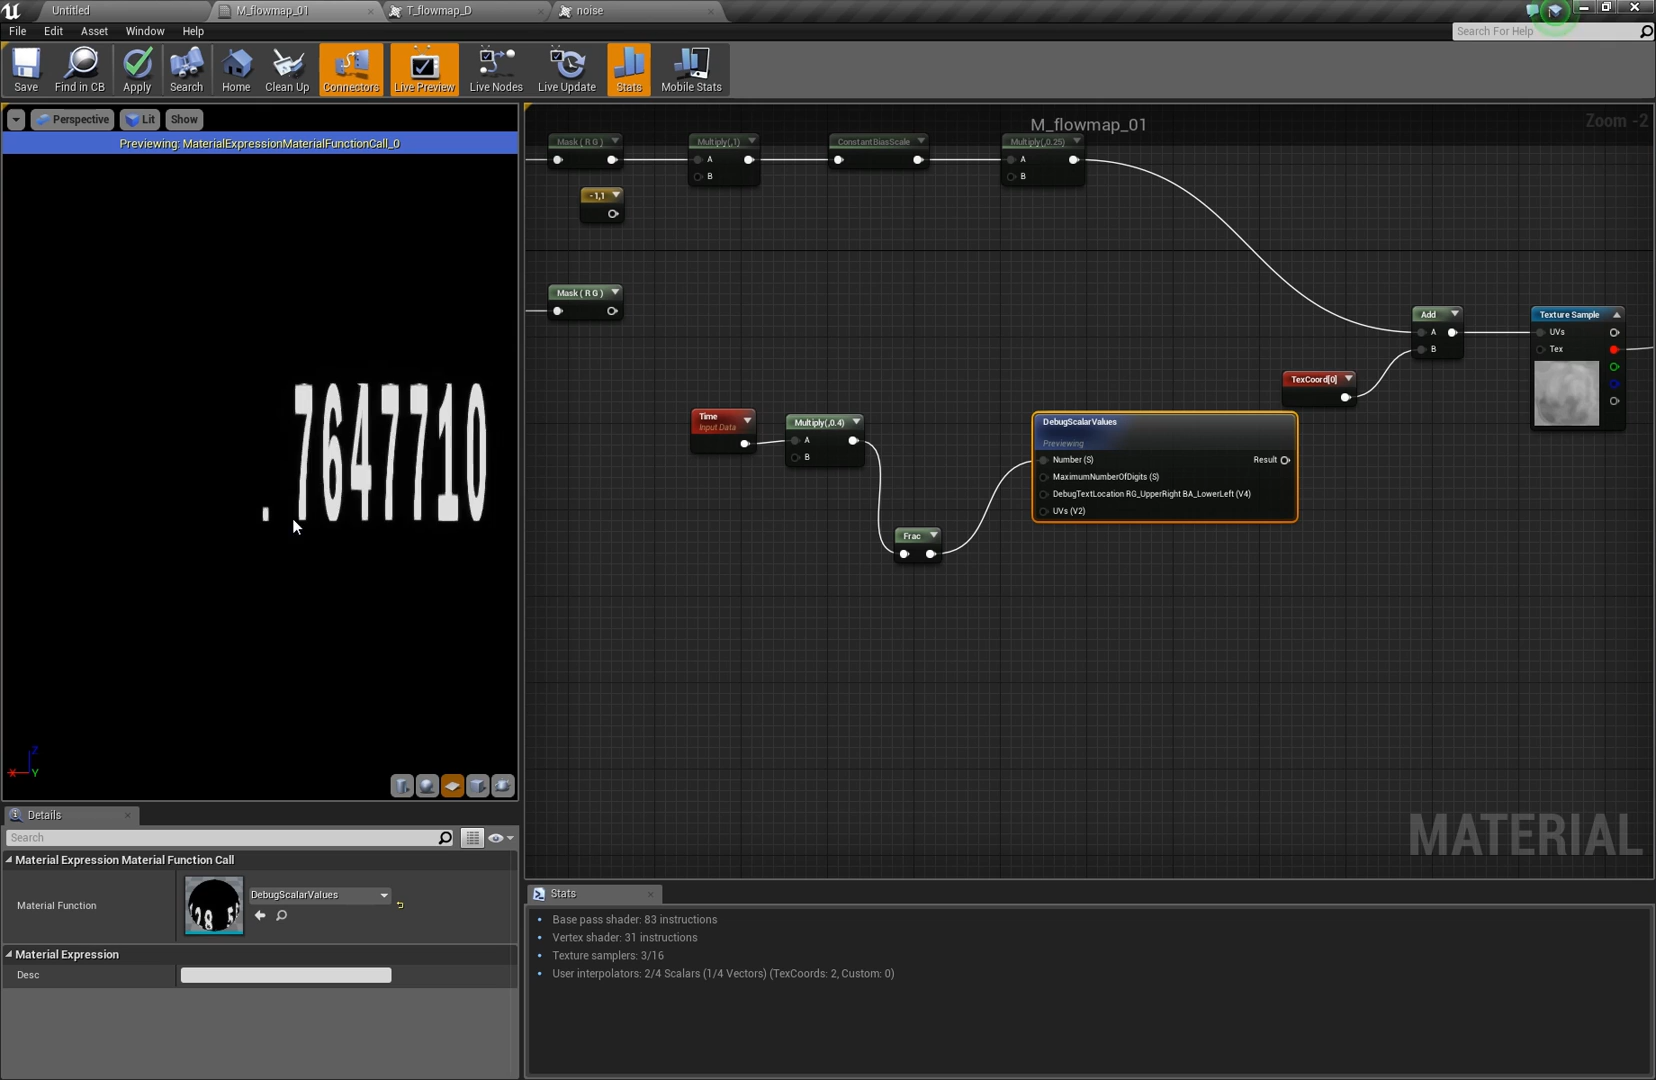 Untitled
M_flowmap_01
T_flowmap_D
noise
File Edit Asset Window Help
Search For Help
Save
Find in CB
Apply
Search
Home
Clean Up
Connectors
Live Preview
Live Nodes
Live Update
Stats
Mobile Stats
Perspective
Lit
Show
Previewing: MaterialExpressionMaterialFunctionCall_0
.7647710
X
Z
Y
M_flowmap_01
Zoom -2
Mask ( R G )
Multiply(,1)
A
B
ConstantBiasScale
Multiply(,0.25)
A
B
-1,1
Mask ( R G )
Time
Input Data
Multiply(,0.4)
A
B
Frac
DebugScalarValues
Previewing
Number (S)
Result
MaximumNumberOfDigits (S)
DebugTextLocation RG_UpperRight BA_LowerLeft (V4)
UVs (V2)
TexCoord[0]
Add
A
B
Texture Sample
UVs
Tex
MATERIAL
Details
Search
Material Expression Material Function Call
Material Function
DebugScalarValues
Material Expression
Desc
Stats
Base pass shader: 83 instructions
Vertex shader: 31 instructions
Texture samplers: 3/16
User interpolators: 2/4 Scalars (1/4 Vectors) (TexCoords: 2, Custom: 0)